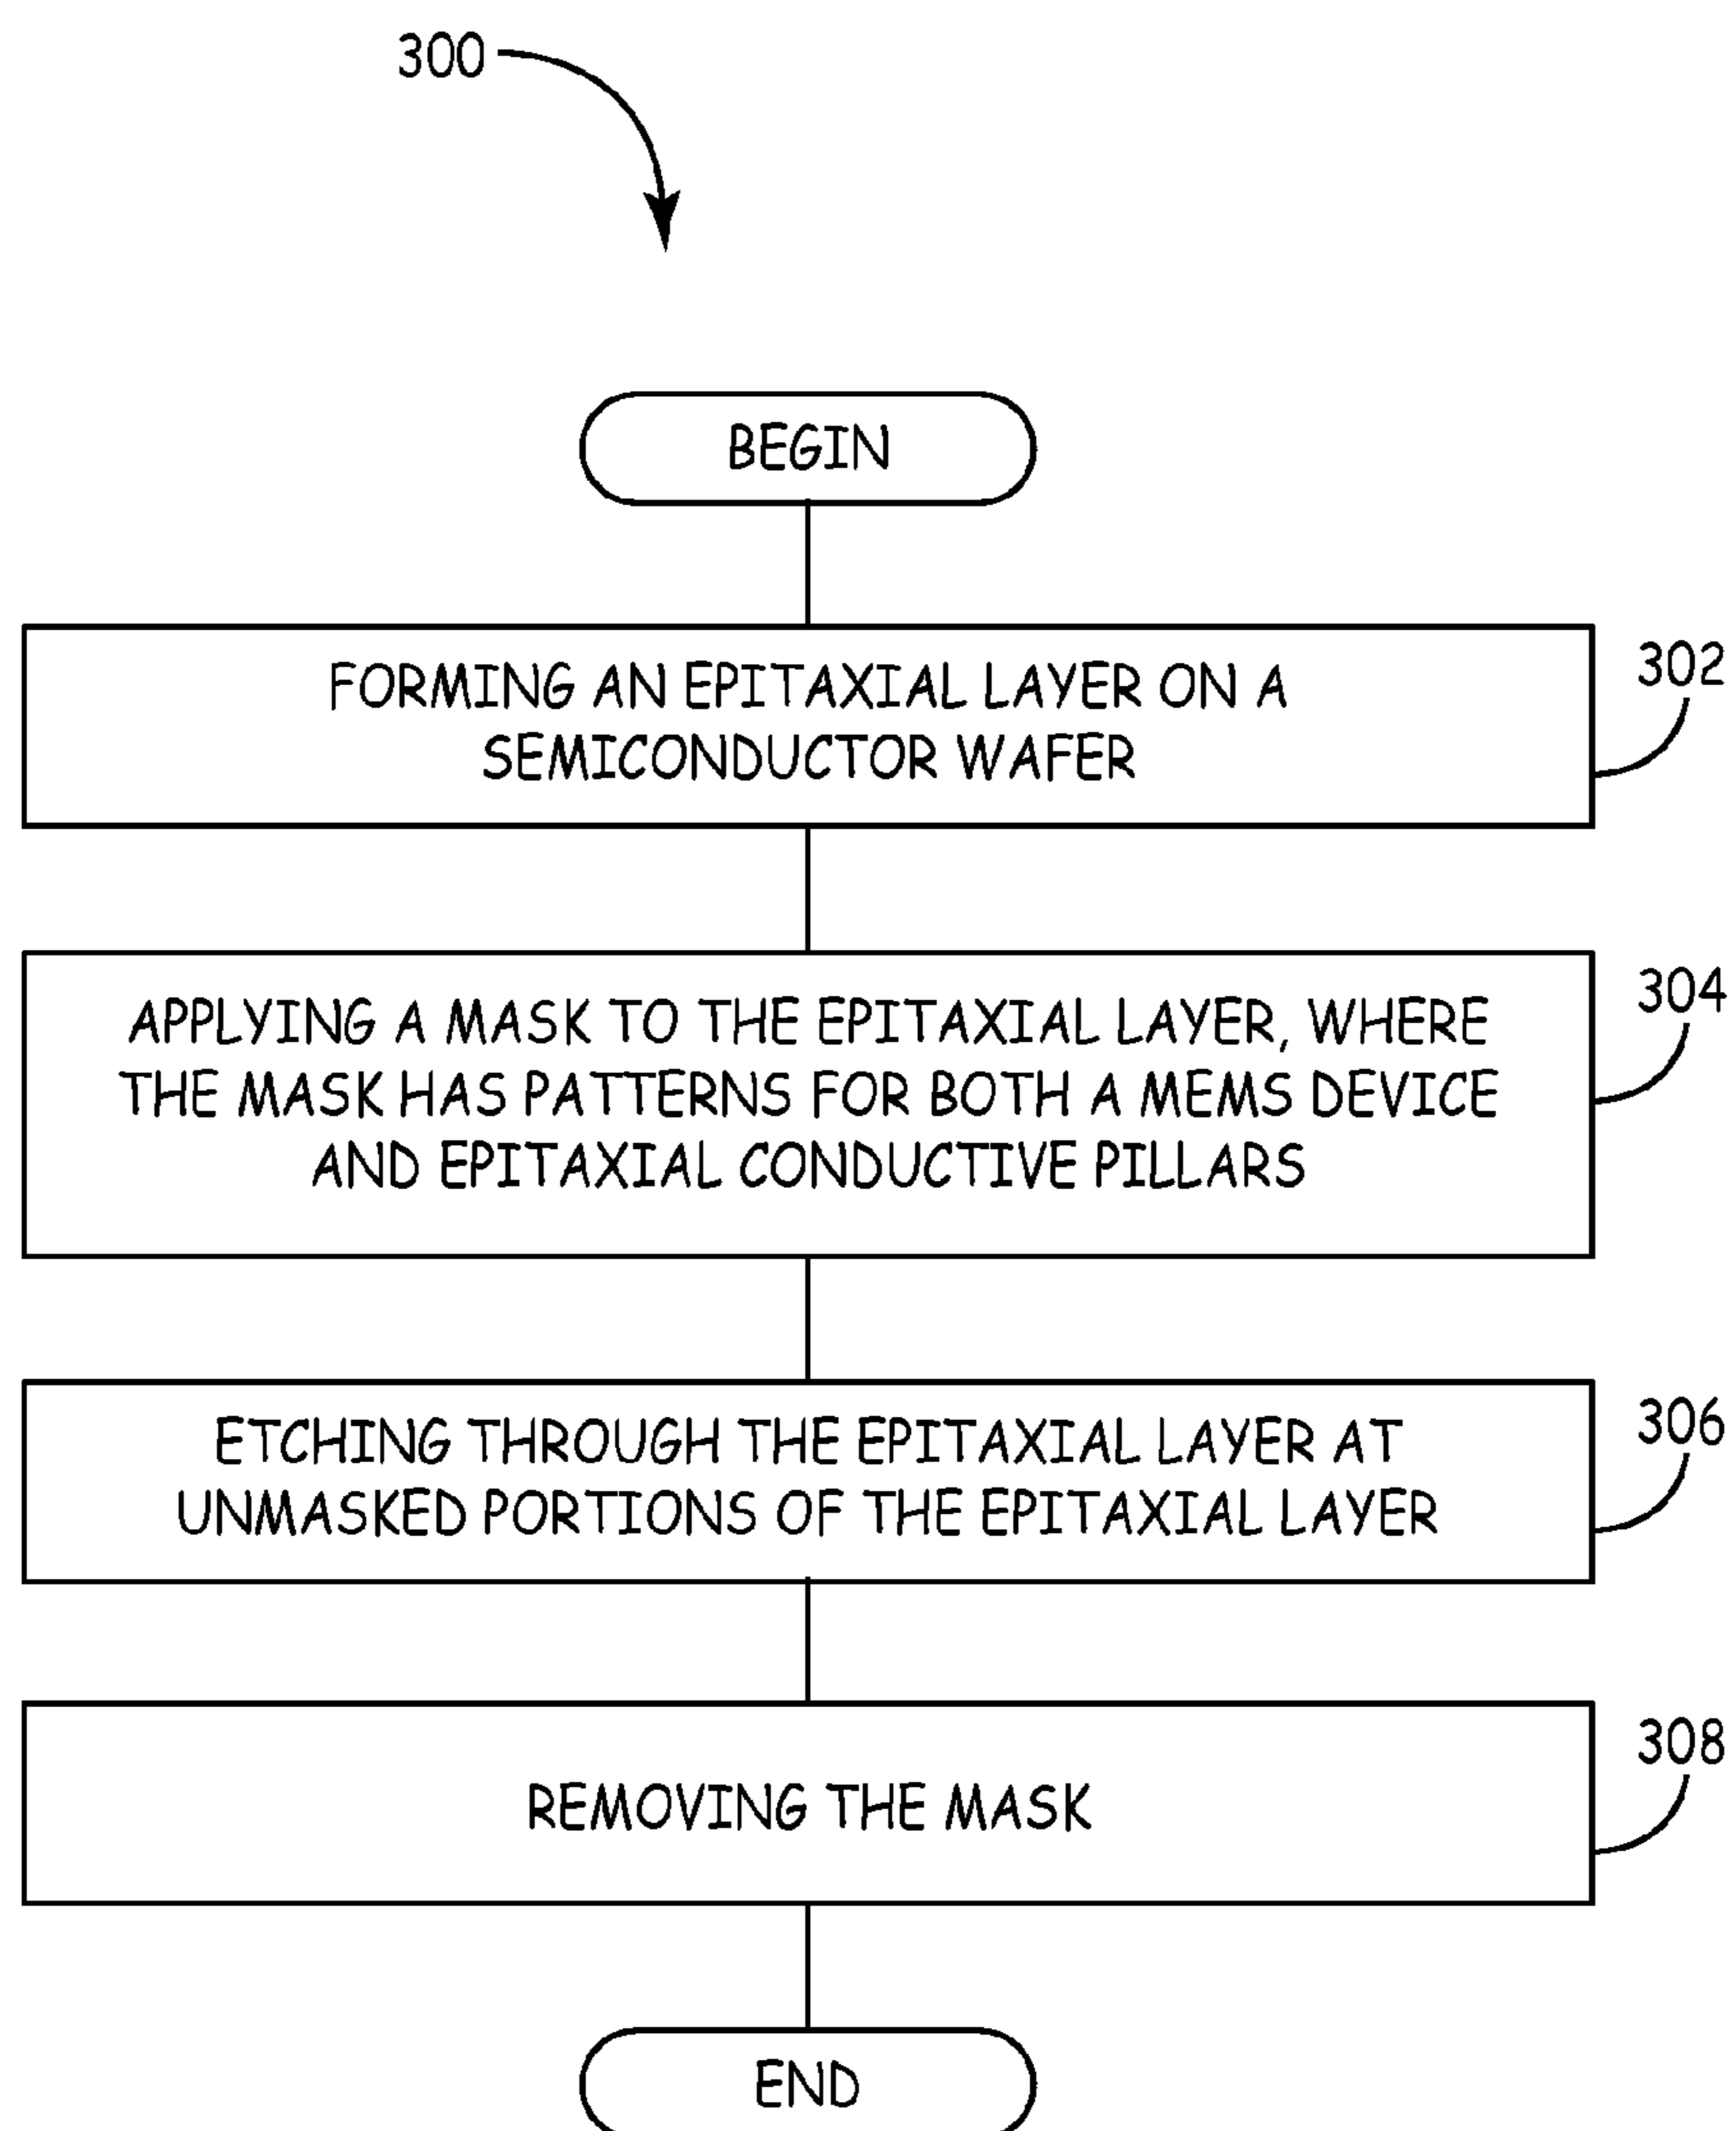 300
BEGIN
FORMING AN EPITAXIAL LAYER ON A
SEMICONDUCTOR WAFER
302
APPLYING A MASK TO THE EPITAXIAL LAYER, WHERE
THE MASK HAS PATTERNS FOR BOTH A MEMS DEVICE
AND EPITAXIAL CONDUCTIVE PILLARS
304
ETCHING THROUGH THE EPITAXIAL LAYER AT
UNMASKED PORTIONS OF THE EPITAXIAL LAYER
306
REMOVING THE MASK
308
END